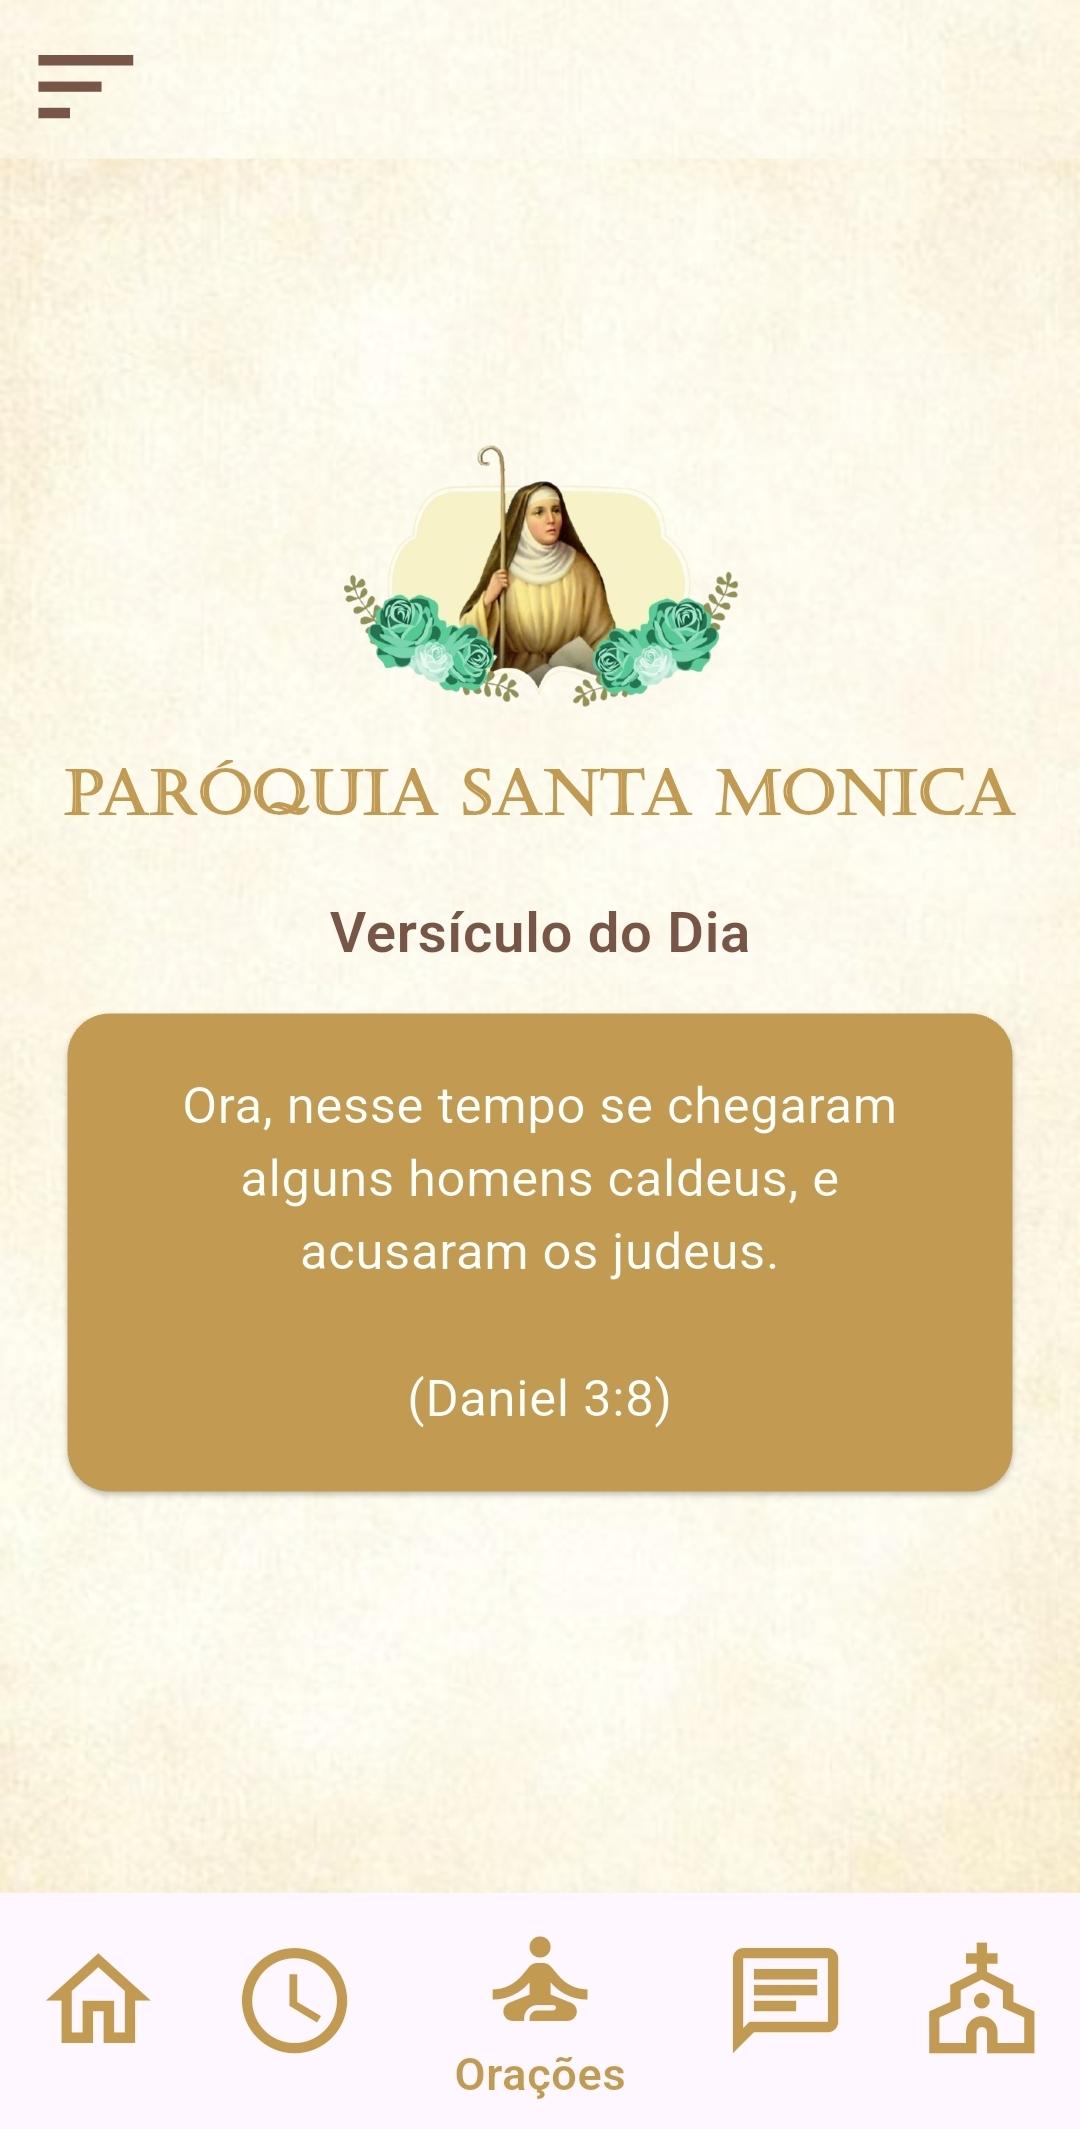 PARÓQUIA SANTA MONICA
Versículo do Dia
Ora, nesse tempo se chegaram
alguns homens caldeus, e
acusaram os judeus.
(Daniel 3:8)
Orações